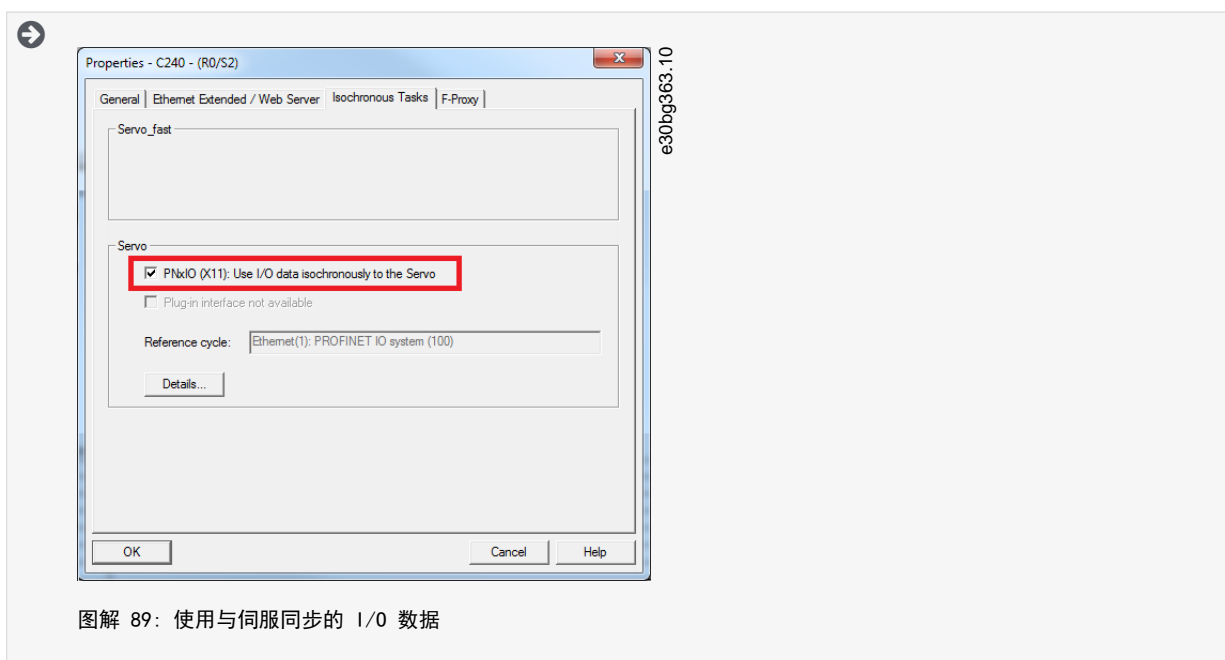 Properties - C240 - (R0/S2)
General
Ethernet Extended / Web Server
Isochronous Tasks
F-Proxy
Servo_fast
Servo
PNxIO (X11): Use I/O data isochronously to the Servo
Plug-in interface not available
Reference cycle:
Ethernet(1): PROFINET IO system (100)
Details...
OK
Cancel
Help
e30bg363.10
图解 89: 使用与伺服同步的 I/O 数据